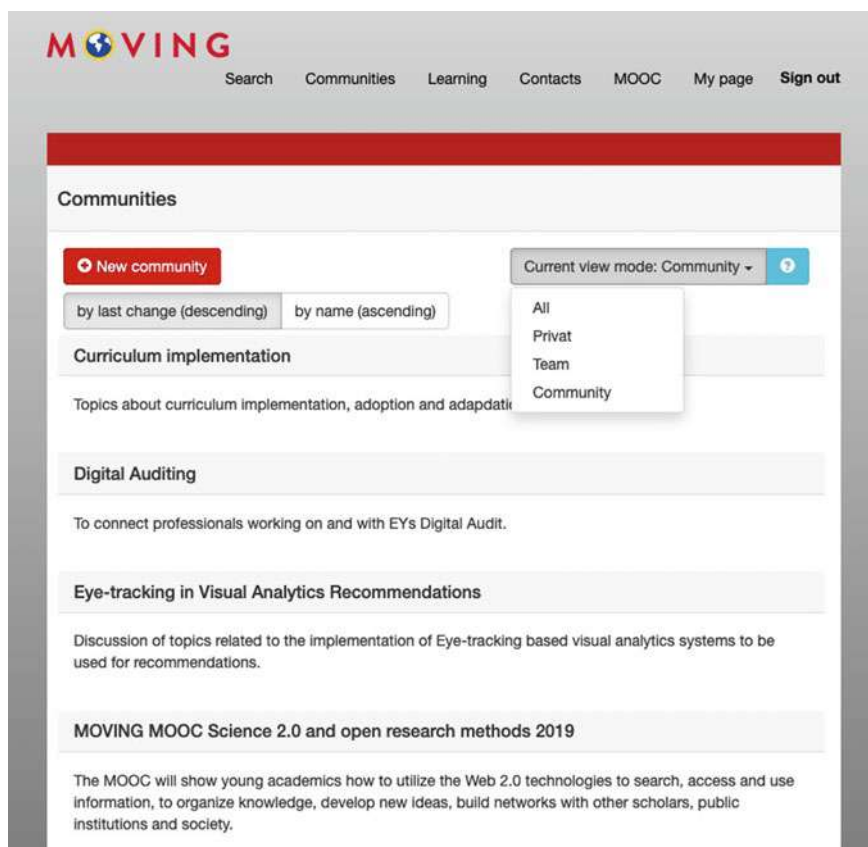 MOVING
Search Communities Learning Contacts MOOC My page Sign out
Communities
New community
Current view mode: Community
?
by last change (descending) by name (ascending)
All
Privat
Team
Community
Curriculum implementation
Topics about curriculum implementation, adoption and adapdati
Digital Auditing
To connect professionals working on and with EYs Digital Audit.
Eye-tracking in Visual Analytics Recommendations
Discussion of topics related to the implementation of Eye-tracking based visual analytics systems to be
used for recommendations.
MOVING MOOC Science 2.0 and open research methods 2019
The MOOC will show young academics how to utilize the Web 2.0 technologies to search, access and use
information, to organize knowledge, develop new ideas, build networks with other scholars, public
institutions and society.